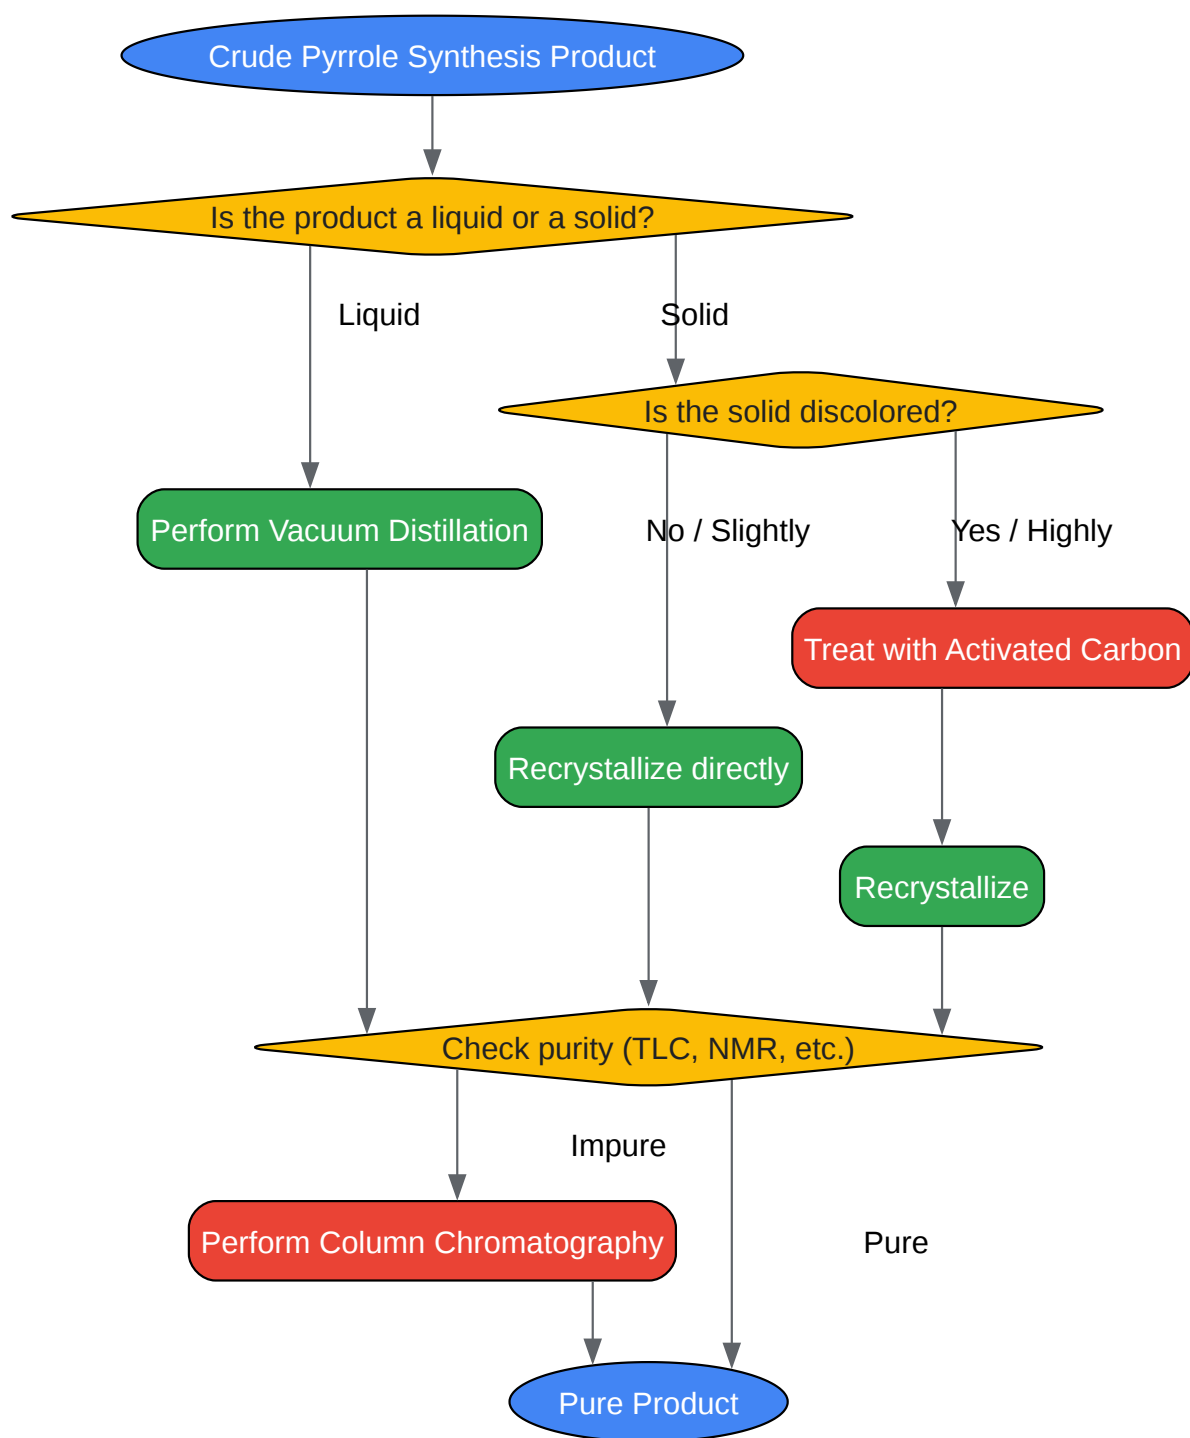 Crude Pyrrole Synthesis Product
Is the product a liquid or a solid?
Liquid
Solid
Is the solid discolored?
Perform Vacuum Distillation
No / Slightly
Yes / Highly
Treat with Activated Carbon
Recrystallize directly
Recrystallize
Check purity (TLC, NMR, etc.)
Impure
Perform Column Chromatography
Pure
Pure Product